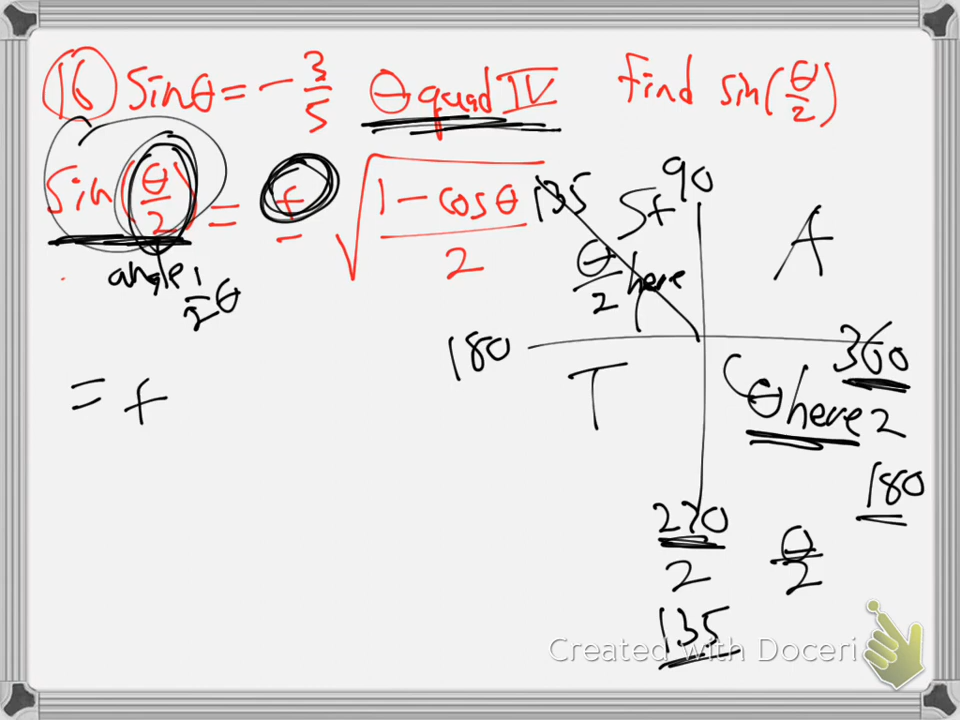 16 sinθ = - 3/5 θ quad IV Find sin(θ/2)
sin(θ/2) = ± √((1 - cosθ)/2)
angle 1/2 θ
= +
135 S+ 90 A
θ/2 here
180 360
T C θ here 2
180
270 θ/2
2
135
Created with Doceri